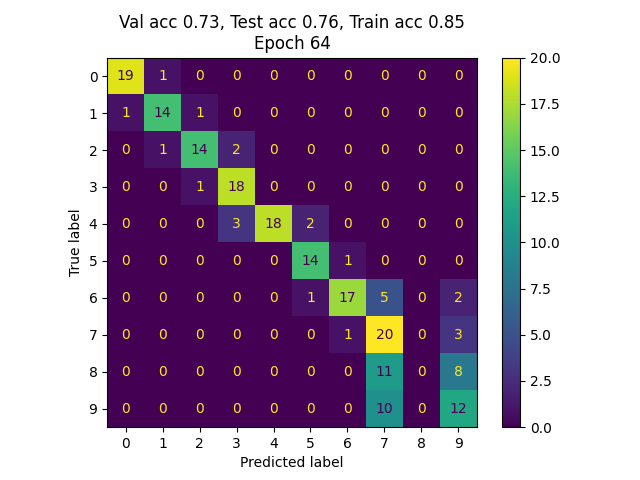 Val acc 0.73, Test acc 0.76, Train acc 0.85
Epoch 64
True label
0 19 1 0 0 0 0 0 0 0 0
1 1 14 1 0 0 0 0 0 0 0
2 0 1 14 2 0 0 0 0 0 0
3 0 0 1 18 0 0 0 0 0 0
4 0 0 0 3 18 2 0 0 0 0
5 0 0 0 0 0 14 1 0 0 0
6 0 0 0 0 0 1 17 5 0 2
7 0 0 0 0 0 0 1 20 0 3
8 0 0 0 0 0 0 0 11 0 8
9 0 0 0 0 0 0 0 10 0 12
0 1 2 3 4 5 6 7 8 9
Predicted label
20.0
17.5
15.0
12.5
10.0
7.5
5.0
2.5
0.0